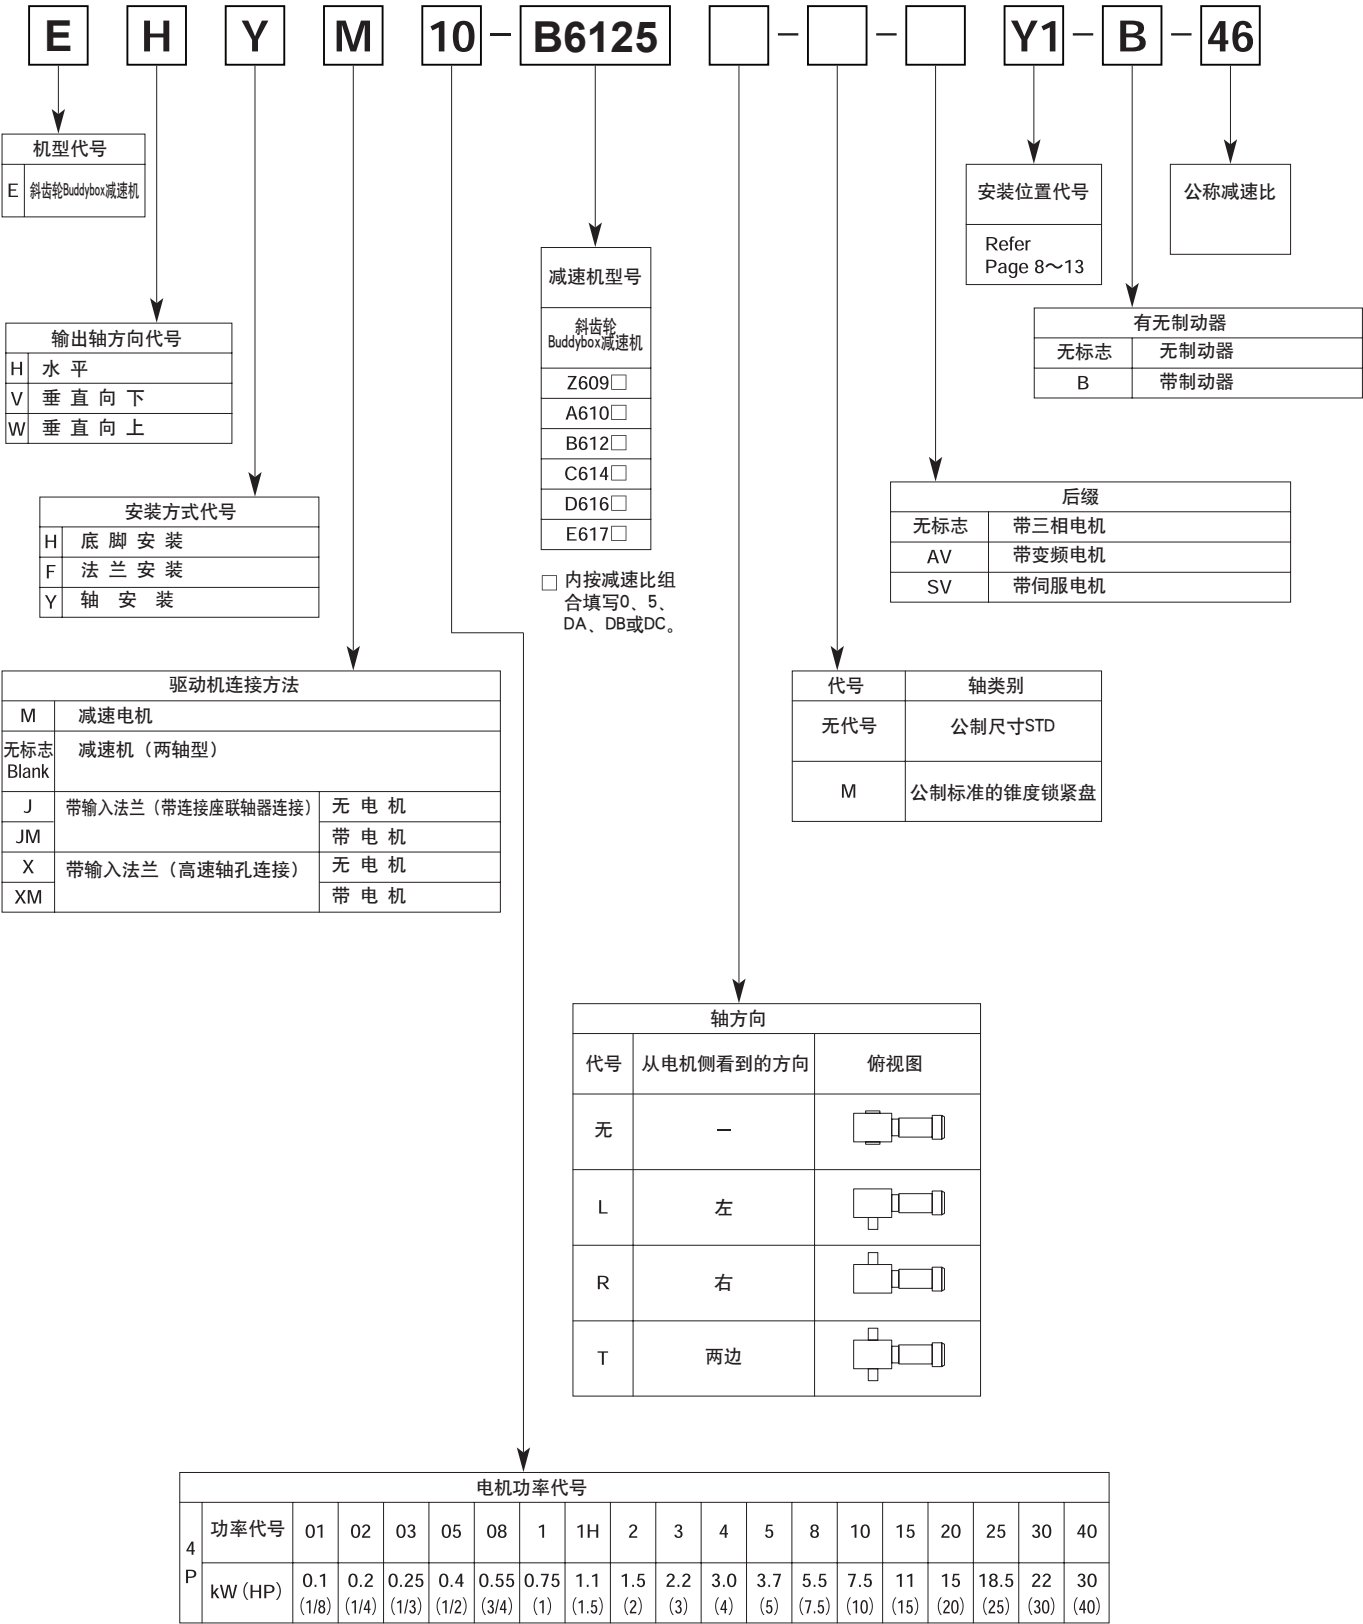 E H Y M 10 - B6125 □ - □ - □ Y1 - B - 46
机型代号
E 斜齿轮Buddybox减速机
输出轴方向代号
H 水 平
V 垂 直 向 下
W 垂 直 向 上
安装方式代号
H 底 脚 安 装
F 法 兰 安 装
Y 轴 安 装
驱动机连接方法
M 减速电机
无标志
Blank
减速机（两轴型）
J 带输入法兰（带连接座联轴器连接） 无 电 机
JM 带 电 机
X 带输入法兰（高速轴孔连接） 无 电 机
XM 带 电 机
减速机型号
斜齿轮
Buddybox减速机
Z609□
A610□
B612□
C614□
D616□
E617□
□ 内按减速比组
合填写0、5、
DA、DB或DC。
安装位置代号
Refer
Page 8～13
公称减速比
有无制动器
无标志 无制动器
B 带制动器
后缀
无标志 带三相电机
AV 带变频电机
SV 带伺服电机
代号 轴类别
无代号 公制尺寸STD
M 公制标准的锥度锁紧盘
轴方向
代号 从电机侧看到的方向 俯视图
无 —
L 左
R 右
T 两边
电机功率代号
4
P
功率代号 01 02 03 05 08 1 1H 2 3 4 5 8 10 15 20 25 30 40
kW（HP） 0.1 0.2 0.25 0.4 0.55 0.75 1.1 1.5 2.2 3.0 3.7 5.5 7.5 11 15 18.5 22 30
(1/8) (1/4) (1/3) (1/2) (3/4) (1) (1.5) (2) (3) (4) (5) (7.5) (10) (15) (20) (25) (30) (40)